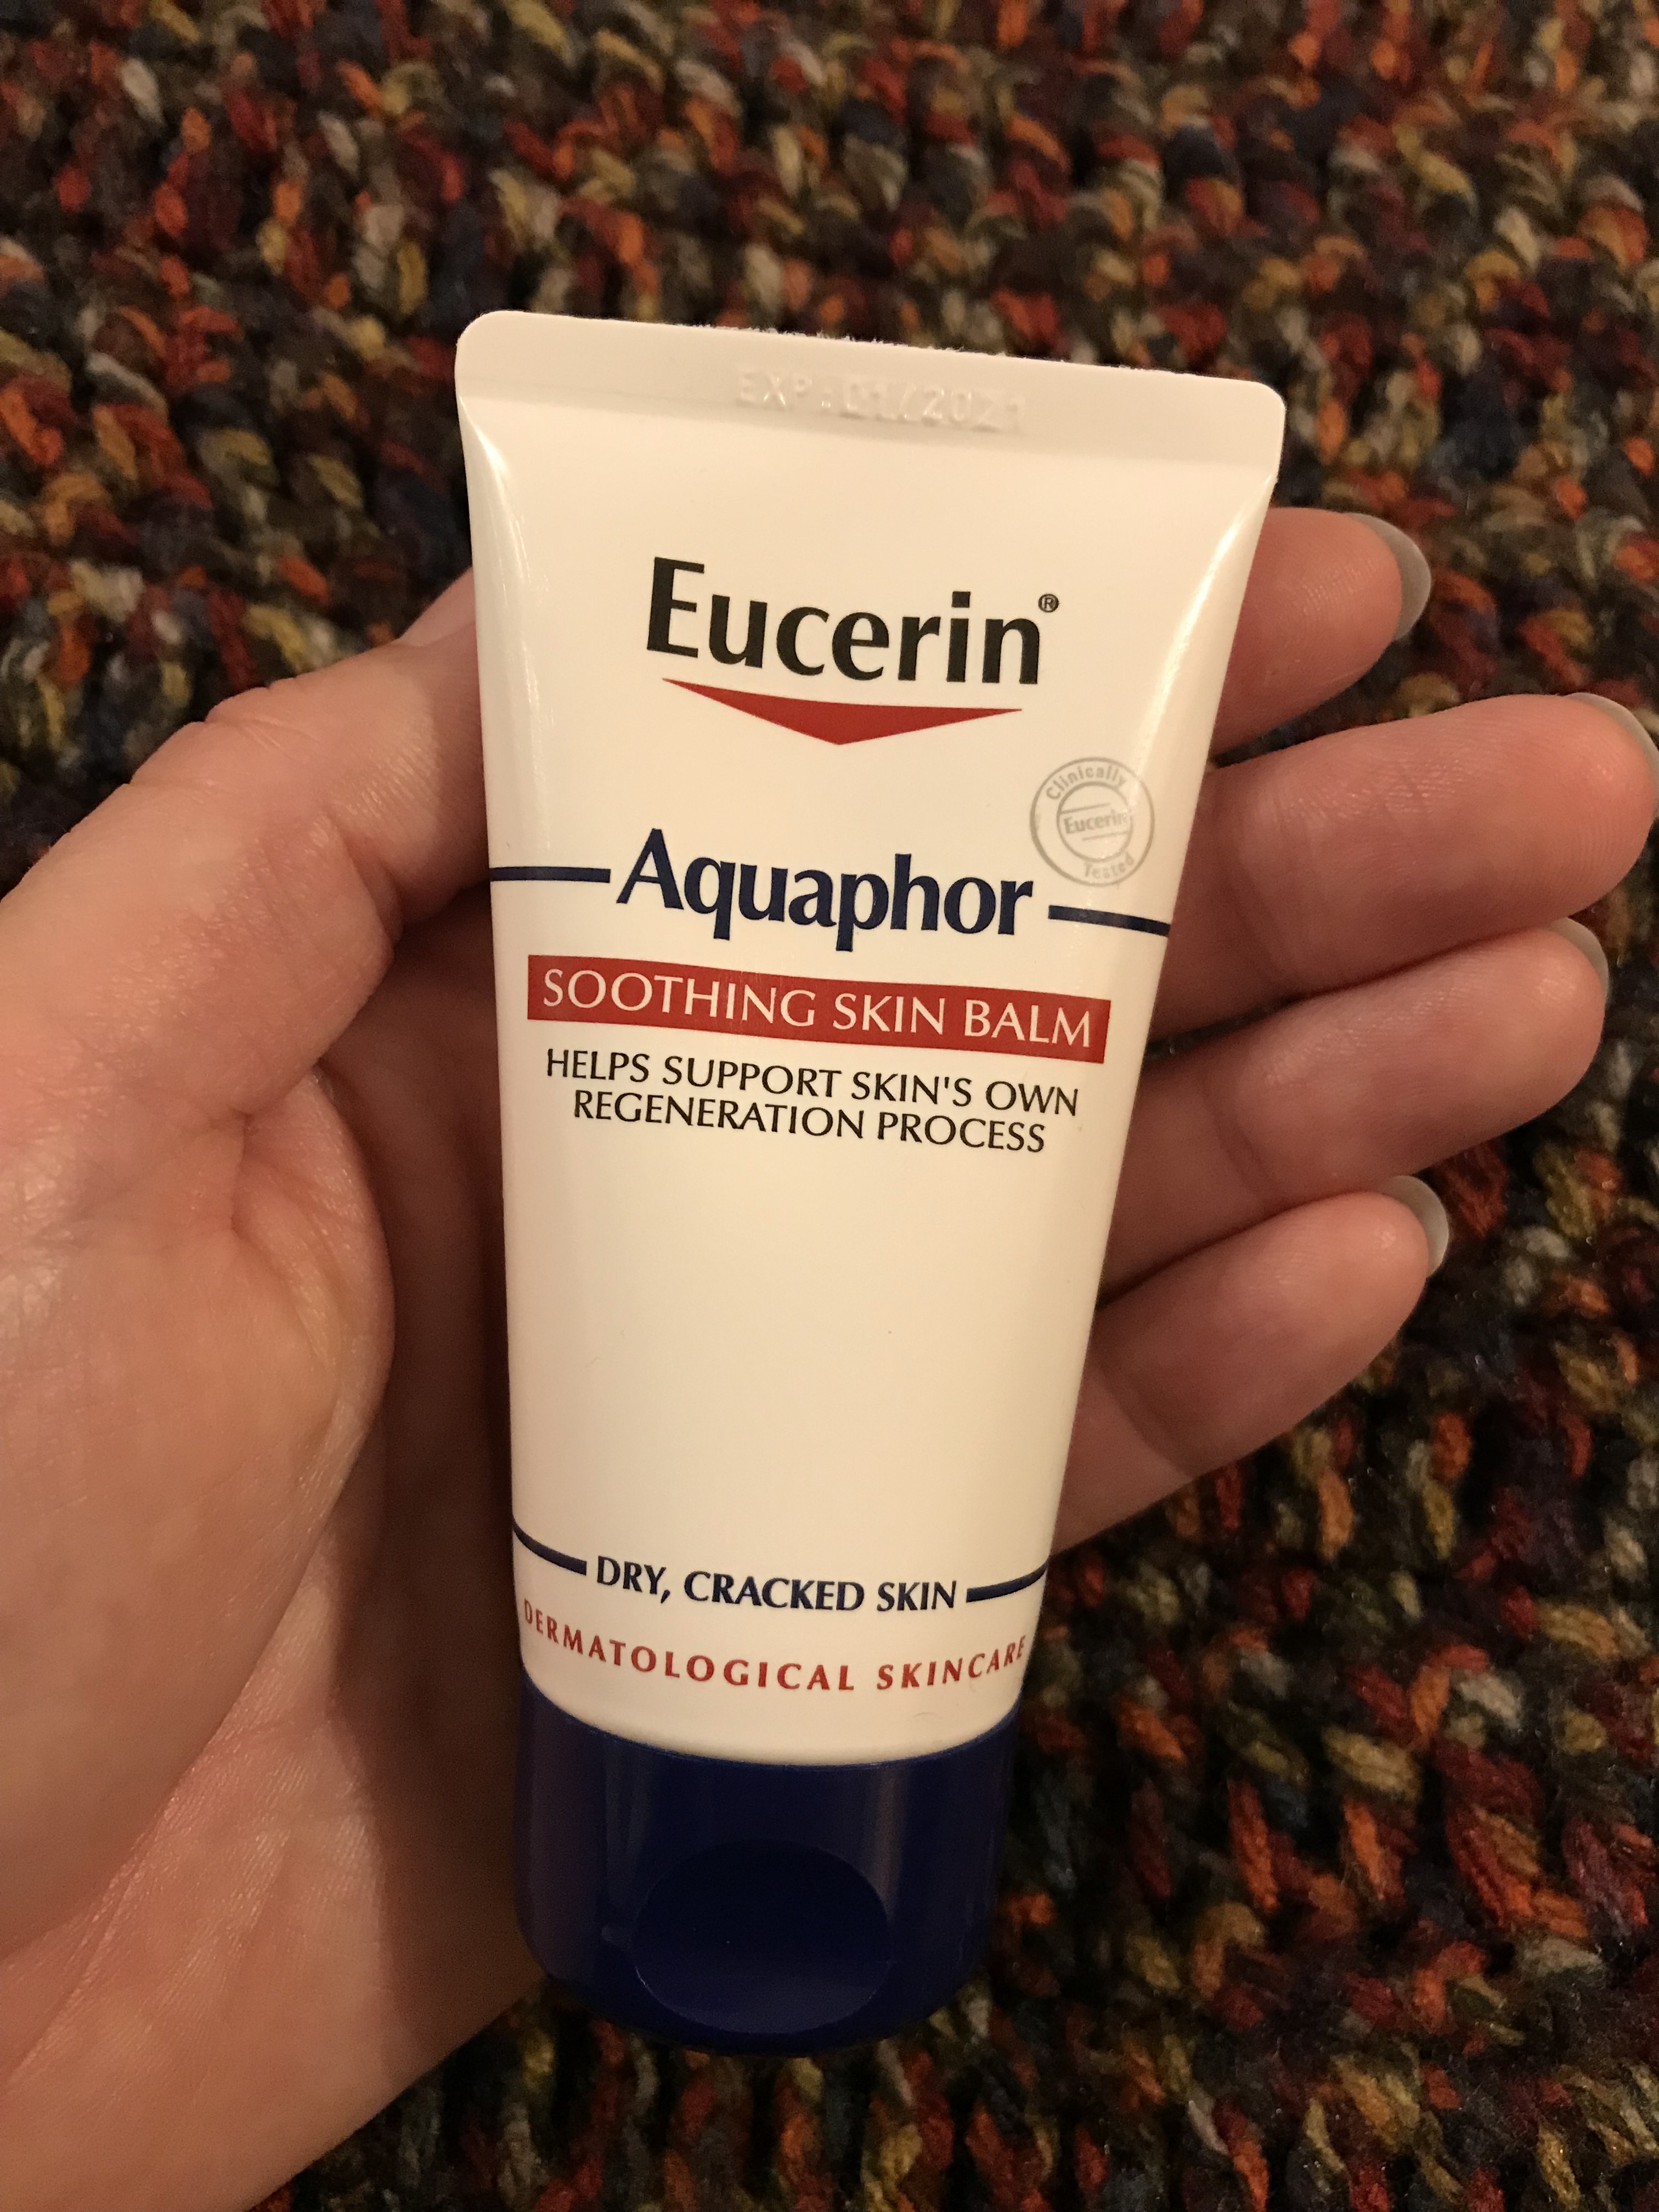 EXP:01/2021
Eucerin®
Clinically
Eucerin
Tested
Aquaphor
SOOTHING SKIN BALM
HELPS SUPPORT SKIN'S OWN
REGENERATION PROCESS
DRY, CRACKED SKIN
DERMATOLOGICAL SKINCARE